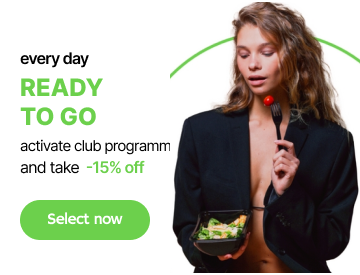 every day
READY
TO GO
activate club programm
and take -15% off
Select now